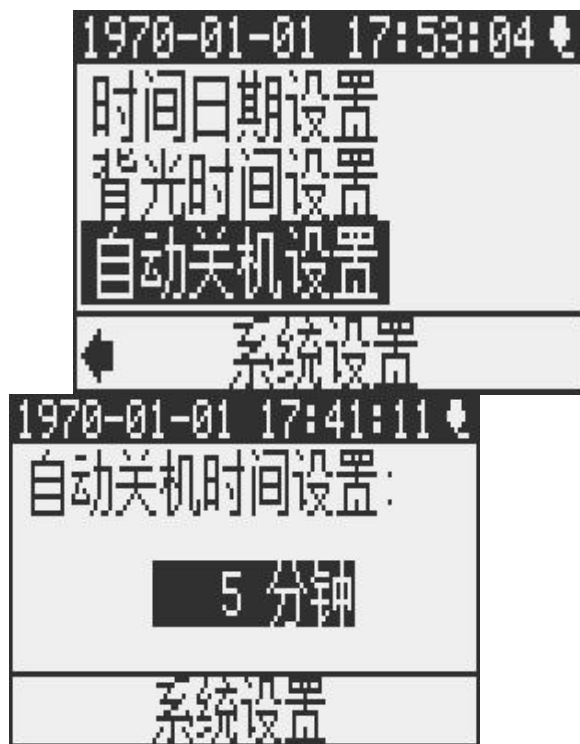 1970-01-01 17:53:04
时间日期设置
背光时间设置
自动关机设置
系统设置
1970-01-01 17:41:11
自动关机时间设置:
5 分钟
系统设置